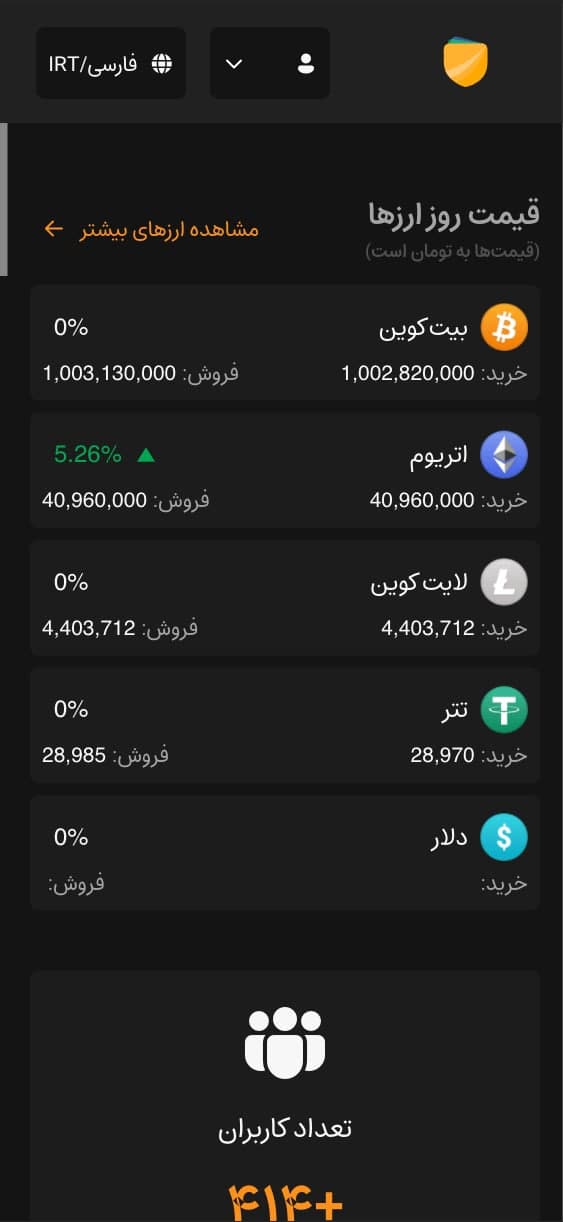 فارسی/IRT
قیمت روز ارزها
مشاهده ارزهای بیشتر
(قیمت‌ها به تومان است)
بیت‌کوین
0%
خرید: 1,002,820,000
فروش: 1,003,130,000
اتریوم
5.26%
خرید: 40,960,000
فروش: 40,960,000
لایت کوین
0%
خرید: 4,403,712
فروش: 4,403,712
تتر
0%
خرید: 28,970
فروش: 28,985
دلار
0%
خرید:
فروش:
تعداد کاربران
+۴۱۴